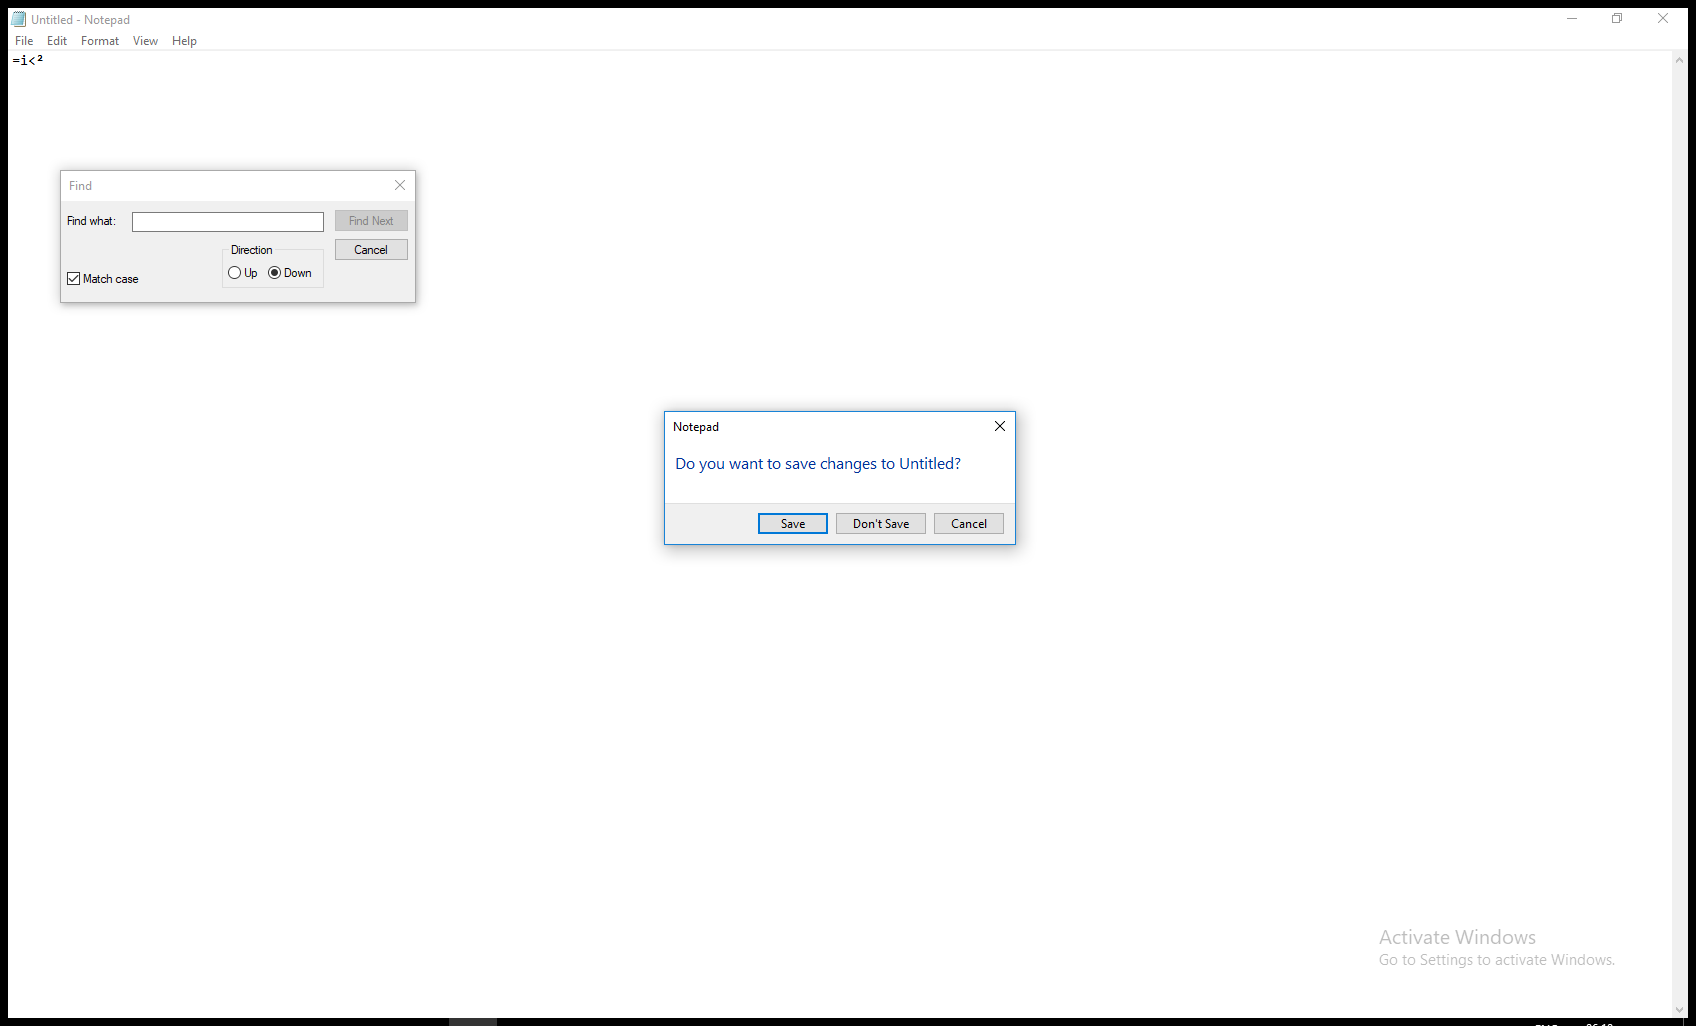 Untitled - Notepad
File Edit Format View Help
=i<²
Find
Find what:
Find Next
Direction
Cancel
Up Down
Match case
Notepad
Do you want to save changes to Untitled?
Save Don't Save Cancel
Activate Windows
Go to Settings to activate Windows.